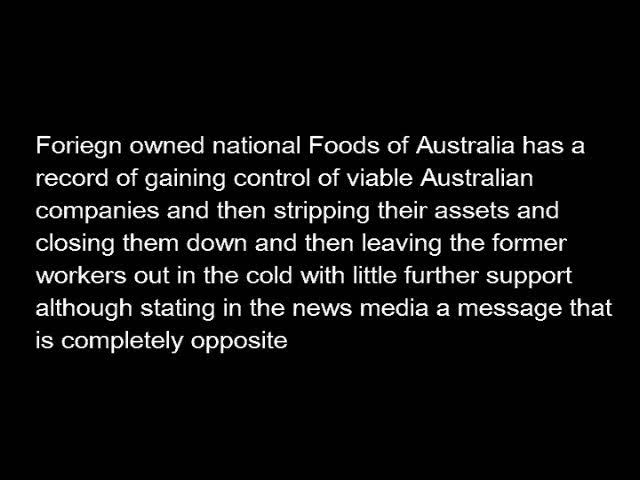 Foriegn owned national Foods of Australia has a
record of gaining control of viable Australian
companies and then stripping their assets and
closing them down and then leaving the former
workers out in the cold with little further support
although stating in the news media a message that
is completely opposite